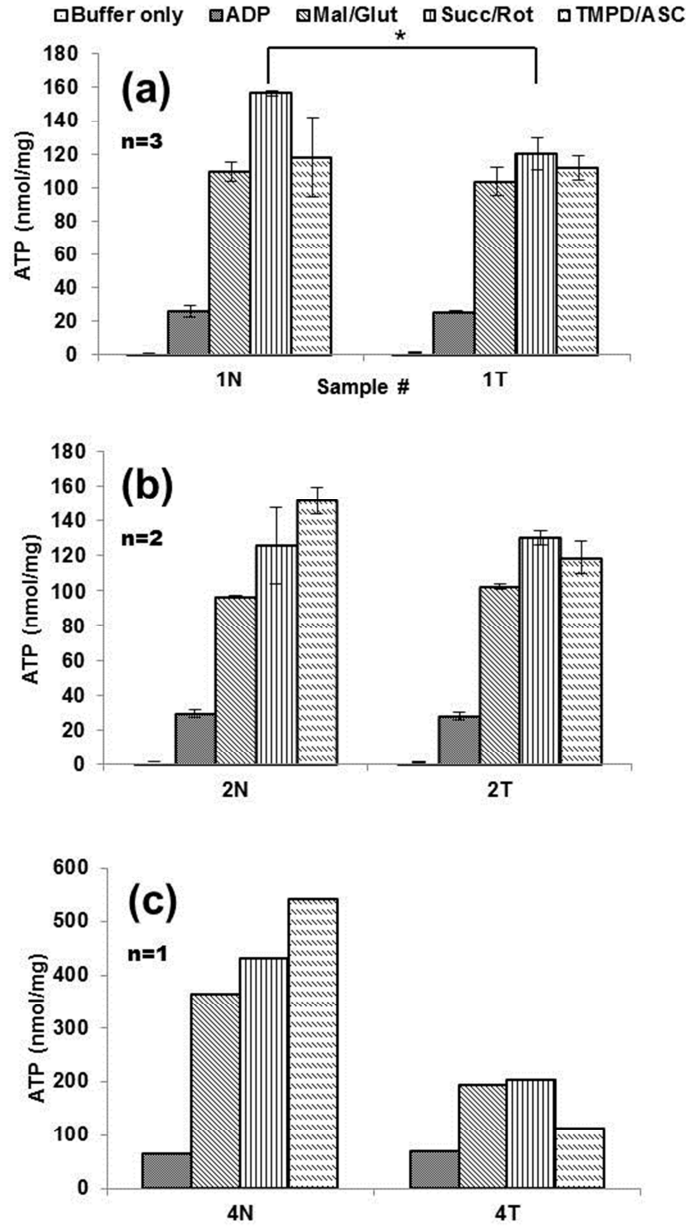 Buffer only ADP Mal/Glut Succ/Rot TMPD/ASC
*
(a)
n=3
ATP (nmol/mg)
180
160
140
120
100
80
60
40
20
0
1N 1T
Sample #
(b)
n=2
ATP (nmol/mg)
180
160
140
120
100
80
60
40
20
0
2N 2T
(c)
n=1
ATP (nmol/mg)
600
500
400
300
200
100
0
4N 4T